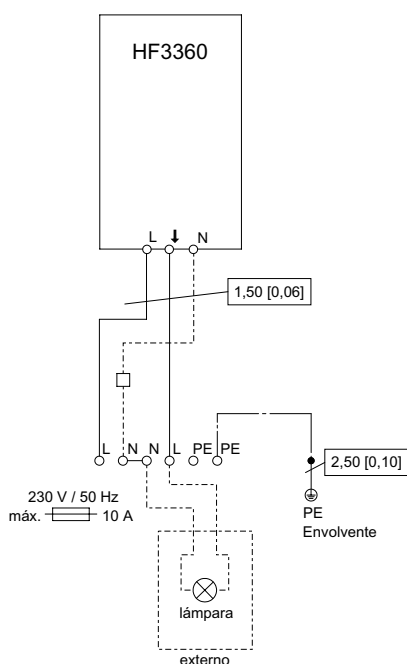 HF3360
L N
1,50 [0,06]
L N N L PE PE
2,50 [0,10]
230 V / 50 Hz
máx. 10 A
PE
Envolvente
lámpara
externo